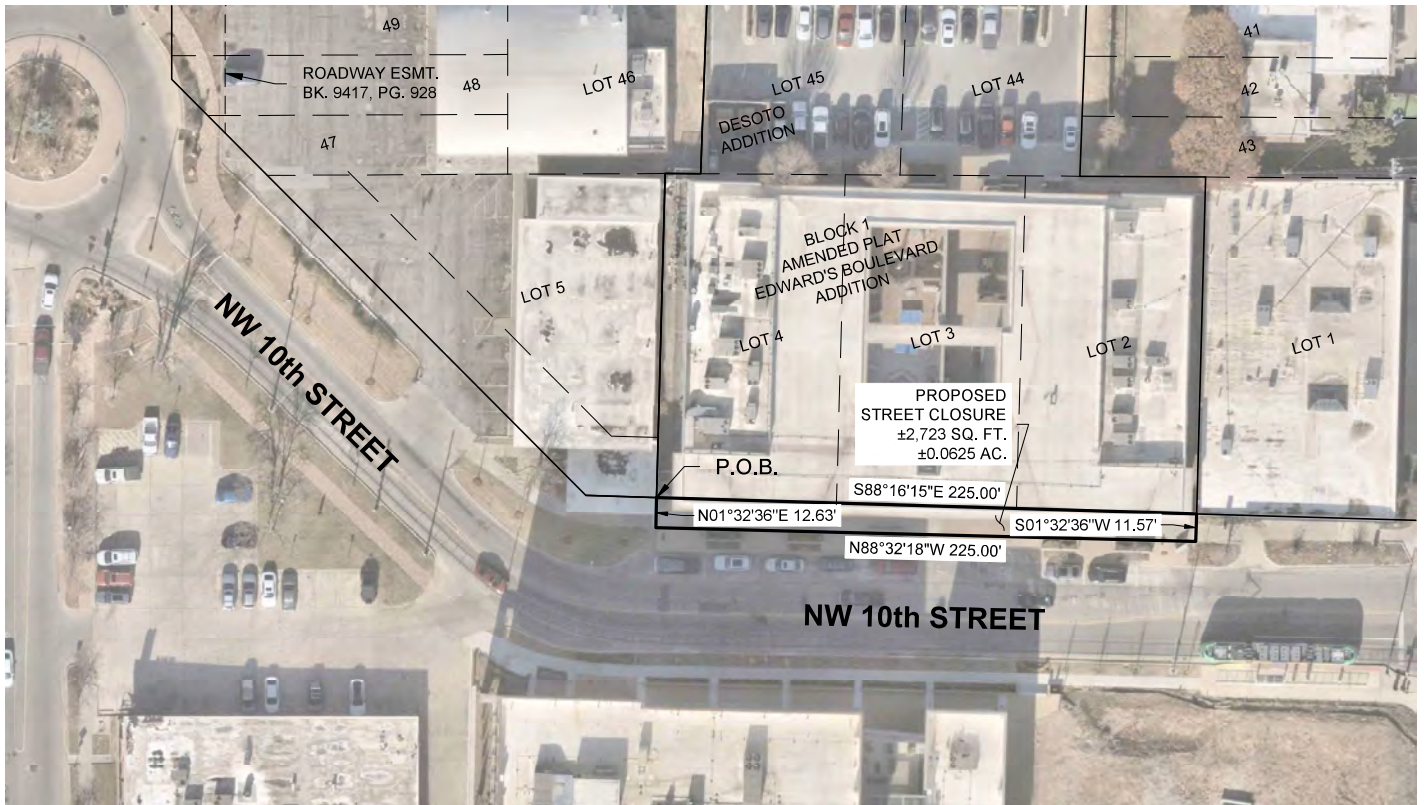 49
ROADWAY ESMT.
BK. 9417, PG. 928
48
47
LOT 46
LOT 45
LOT 44
DESOTO
ADDITION
41
42
43
BLOCK 1
AMENDED PLAT
EDWARD'S BOULEVARD
ADDITION
LOT 5
LOT 4
LOT 3
LOT 2
LOT 1
NW 10th STREET
PROPOSED
STREET CLOSURE
±2,723 SQ. FT.
±0.0625 AC.
P.O.B.
S88°16'15"E 225.00'
N01°32'36"E 12.63'
S01°32'36"W 11.57'
N88°32'18"W 225.00'
NW 10th STREET